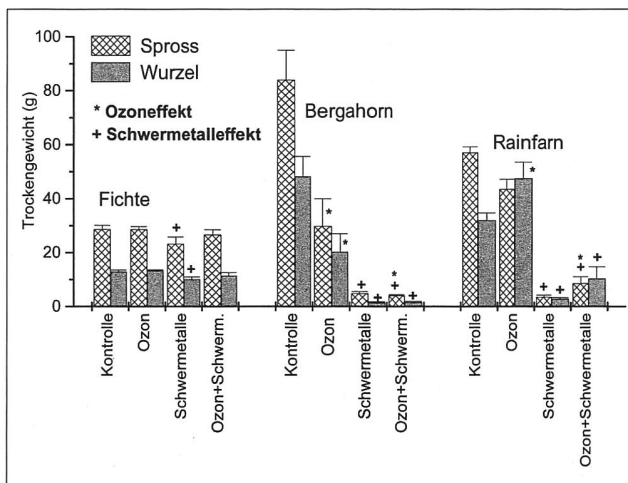 100
80
60
40
20
0
Trockengewicht (g)
Spross
Wurzel
* Ozoneffekt
+ Schwermetalleffekt
Fichte
Bergahorn
Rainfarn
+
+
*
*
+
+
*
+
+
*
+
+
*
+
+
Kontrolle
Ozon
Schwermetalle
Ozon+Schwerm.
Kontrolle
Ozon
Schwermetalle
Ozon+Schwerm.
Kontrolle
Ozon
Schwermetalle
Ozon+Schwermetalle